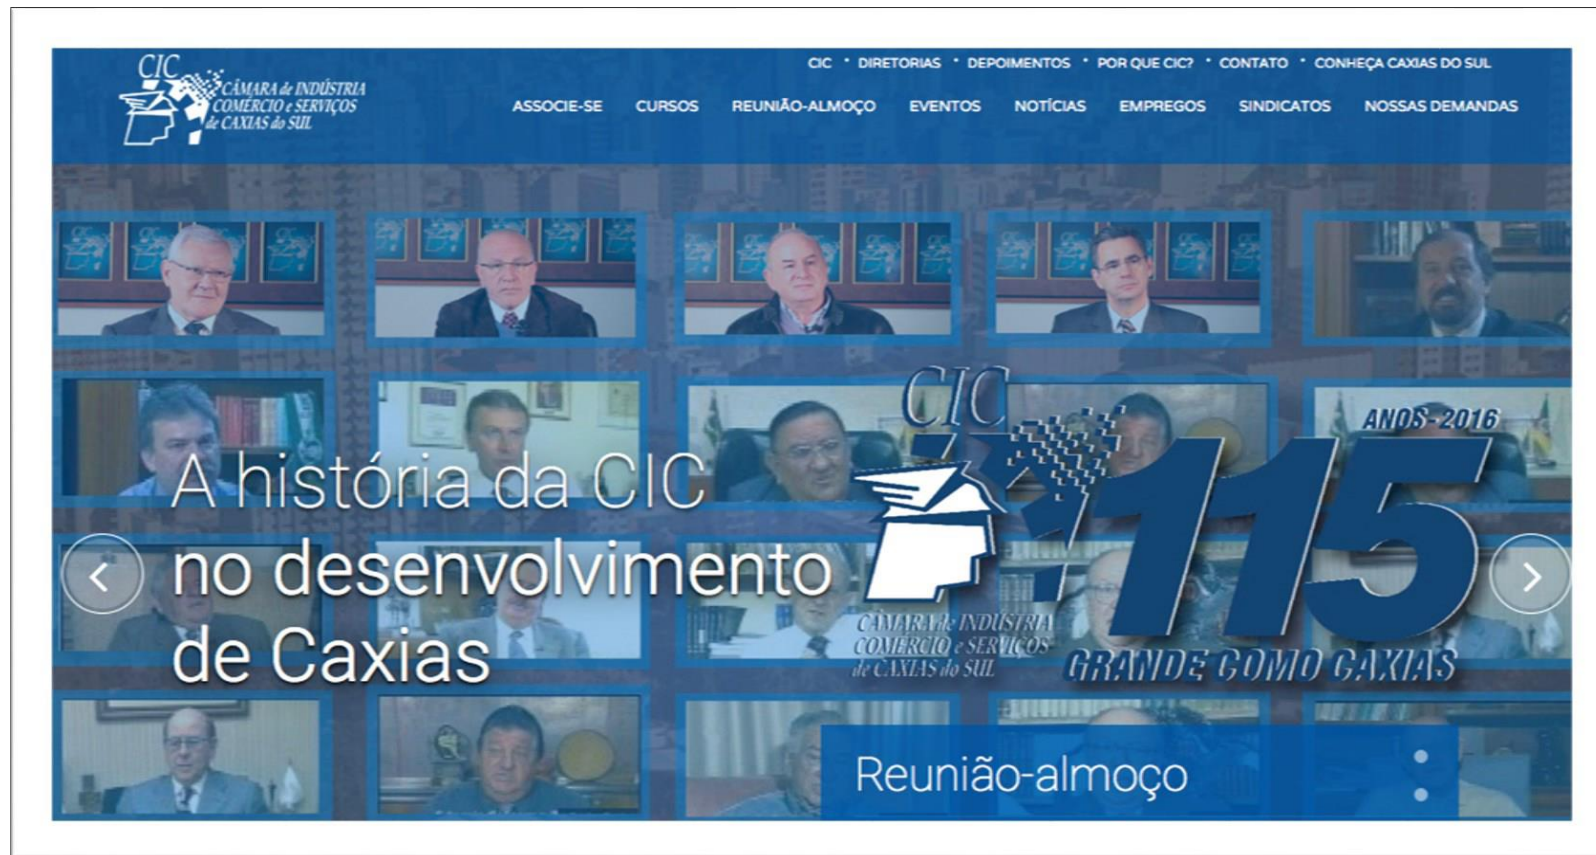 CIC
CÂMARA de INDÚSTRIA
COMÉRCIO e SERVIÇOS
de CAXIAS do SUL
CIC • DIRETORIAS • DEPOIMENTOS • POR QUE CIC? • CONTATO • CONHEÇA CAXIAS DO SUL
ASSOCIE-SE CURSOS REUNIÃO-ALMOÇO EVENTOS NOTÍCIAS EMPREGOS SINDICATOS NOSSAS DEMANDAS
A história da CIC
no desenvolvimento
de Caxias
CIC
ANOS-2016
115
CÂMARA de INDÚSTRIA
COMÉRCIO e SERVIÇOS
de CAXIAS do SUL
GRANDE COMO CAXIAS
Reunião-almoço